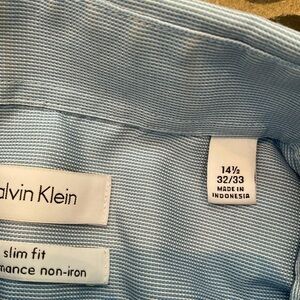 alvin Klein
slim fit
mance non-iron
14½
32/33
MADE IN
INDONESIA